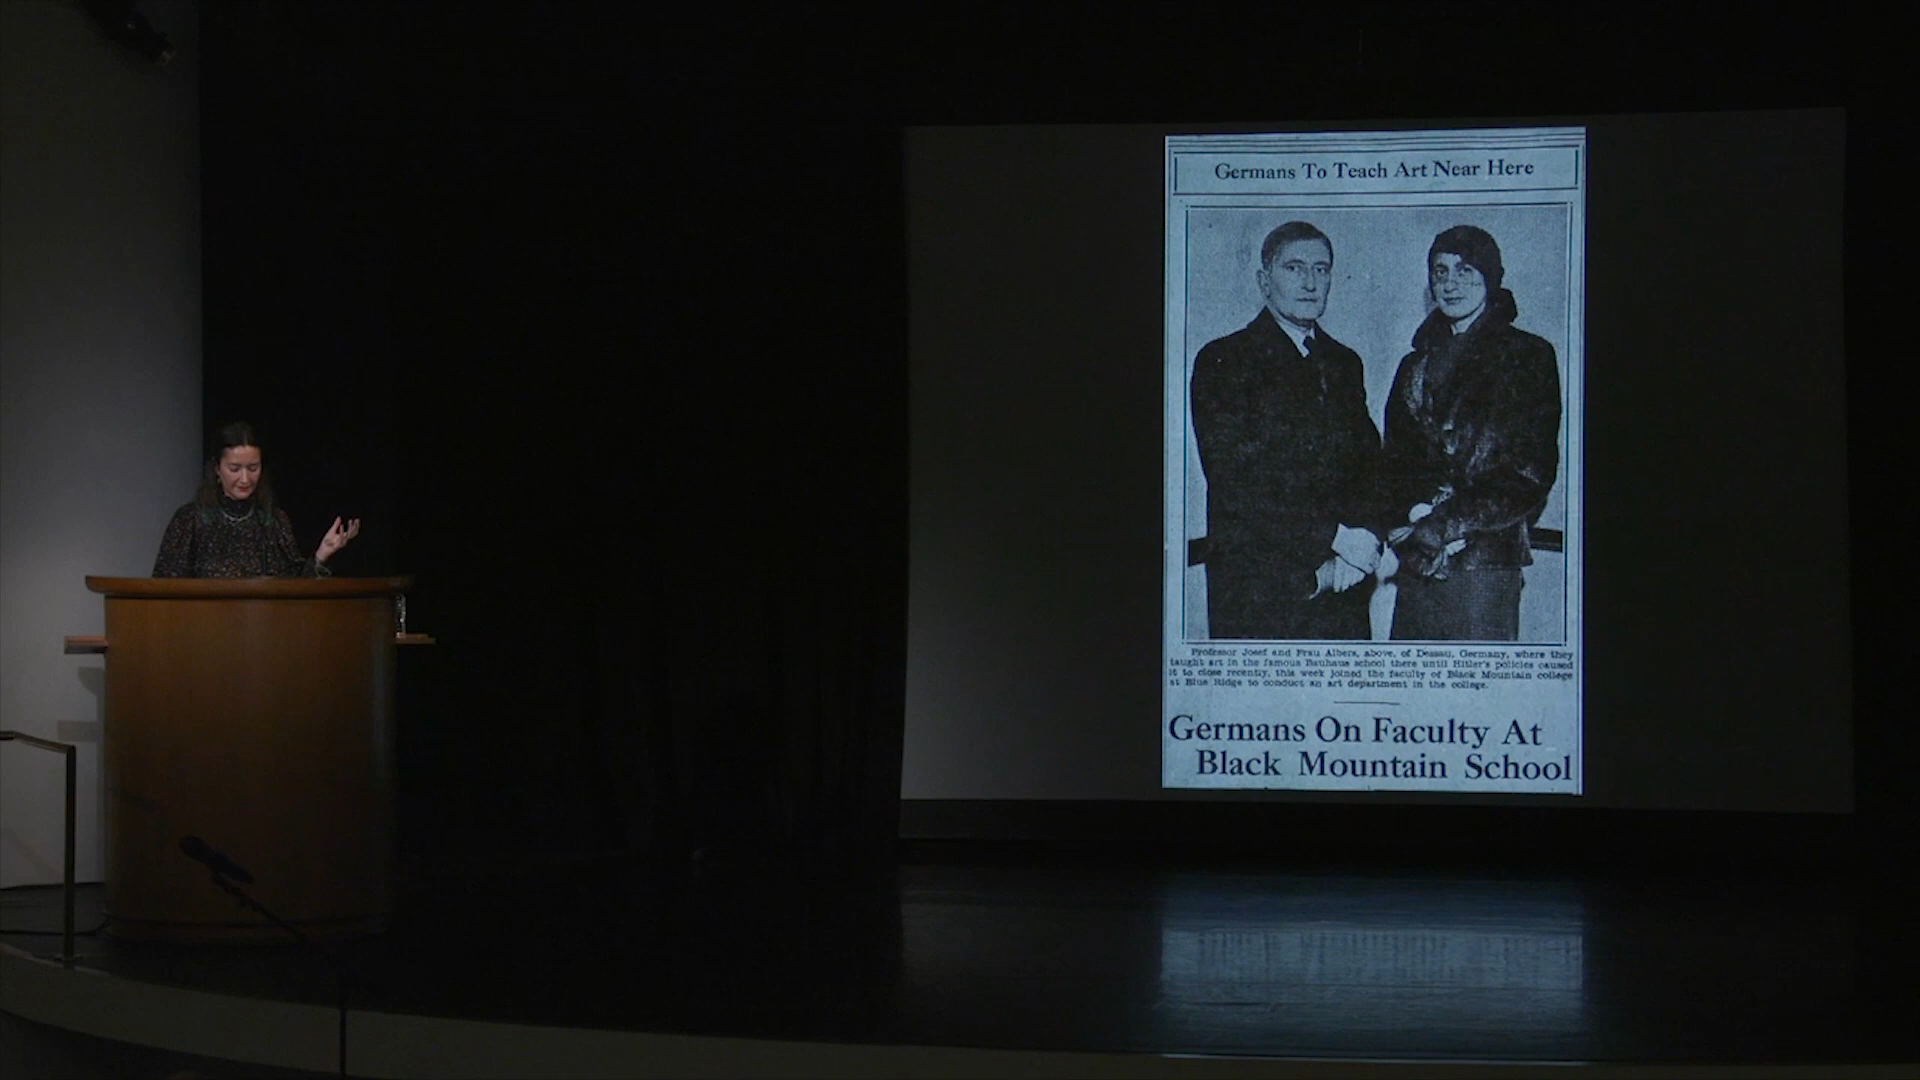 Germans To Teach Art Near Here
Professor Josef and Frau Albers, above, of Dessau, Germany, where they
taught art in the famous Bauhaus school there until Hitler's policies caused
it to close recently, this week joined the faculty of Black Mountain college
at Blue Ridge to conduct an art department in the college.
Germans On Faculty At
Black Mountain School